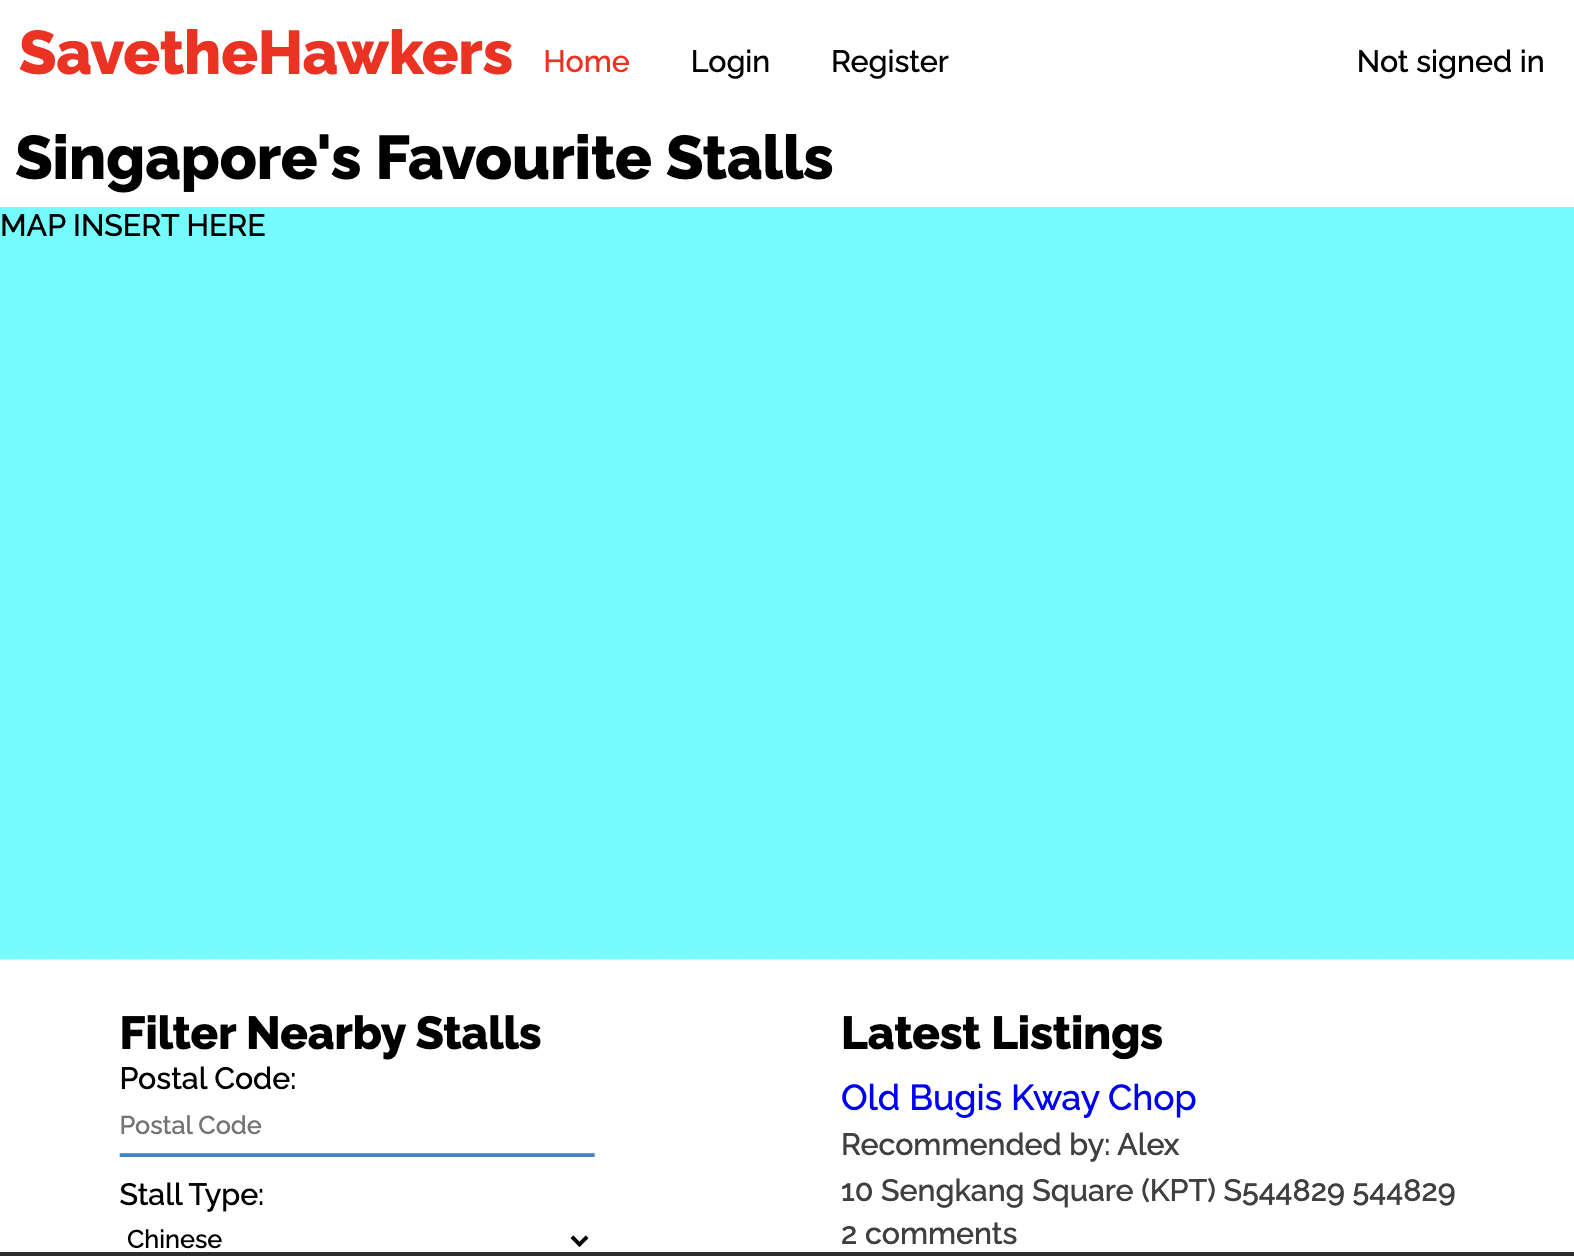 SavetheHawkers Home Login Register Not signed in
Singapore's Favourite Stalls
MAP INSERT HERE
Filter Nearby Stalls
Postal Code:
Postal Code
Stall Type:
Chinese
Latest Listings
Old Bugis Kway Chop
Recommended by: Alex
10 Sengkang Square (KPT) S544829 544829
2 comments